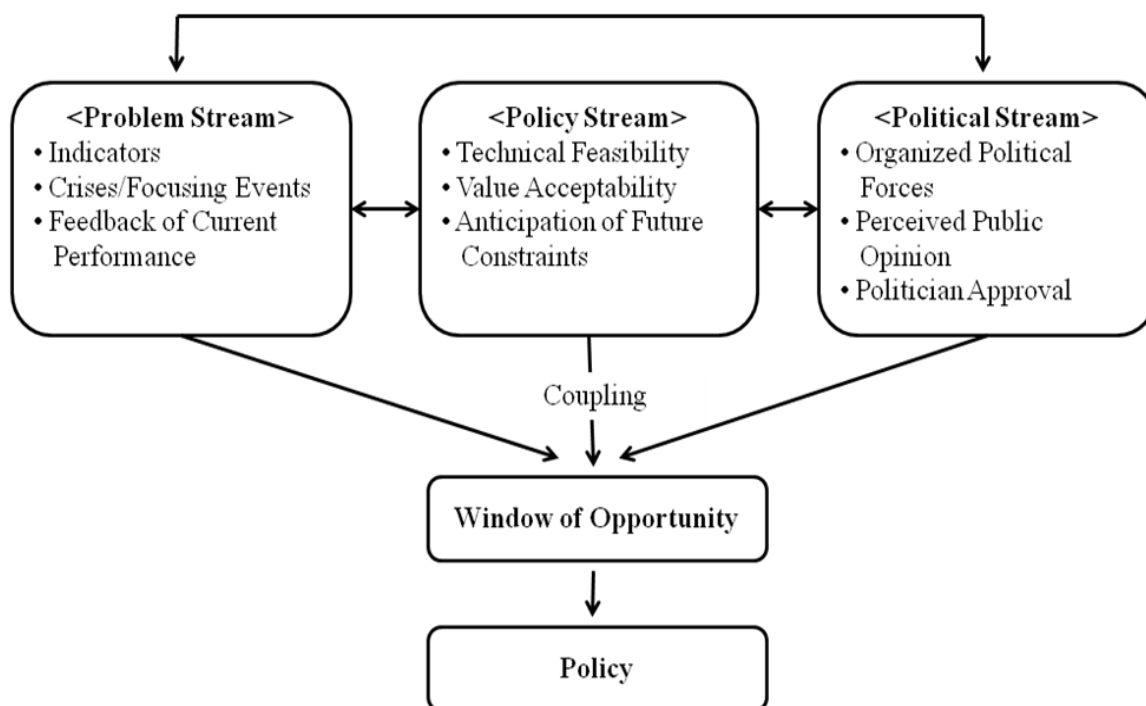 <Problem Stream>
• Indicators
• Crises/Focusing Events
• Feedback of Current
Performance
<Policy Stream>
• Technical Feasibility
• Value Acceptability
• Anticipation of Future
Constraints
<Political Stream>
• Organized Political
Forces
• Perceived Public
Opinion
• Politician Approval
Coupling
Window of Opportunity
Policy